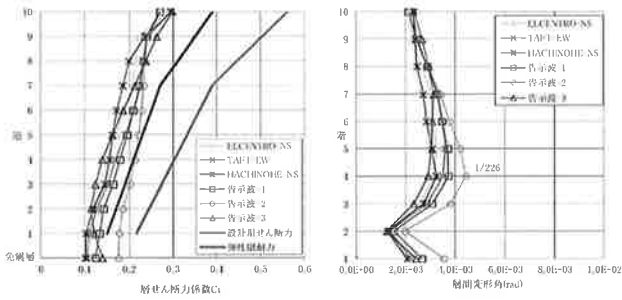 10
9
8
7
6
5
4
3
2
1
免震層
階
0
0.1
0.2
0.3
0.4
0.5
0.6
層せん断力係数Ci
ELCENTRO-NS
TAFT-EW
HACHINOHE-NS
告示波-1
告示波-2
告示波-3
設計用せん断力
弾性限耐力
10
9
8
7
6
5
4
3
2
1
階
0.0E-00
2.0E-03
4.0E-03
6.0E-03
8.0E-03
1.0E-02
層間変形角(rad)
ELCENTRO-NS
TAFT-EW
HACHINOHE-NS
告示波-1
告示波-2
告示波-3
1/226